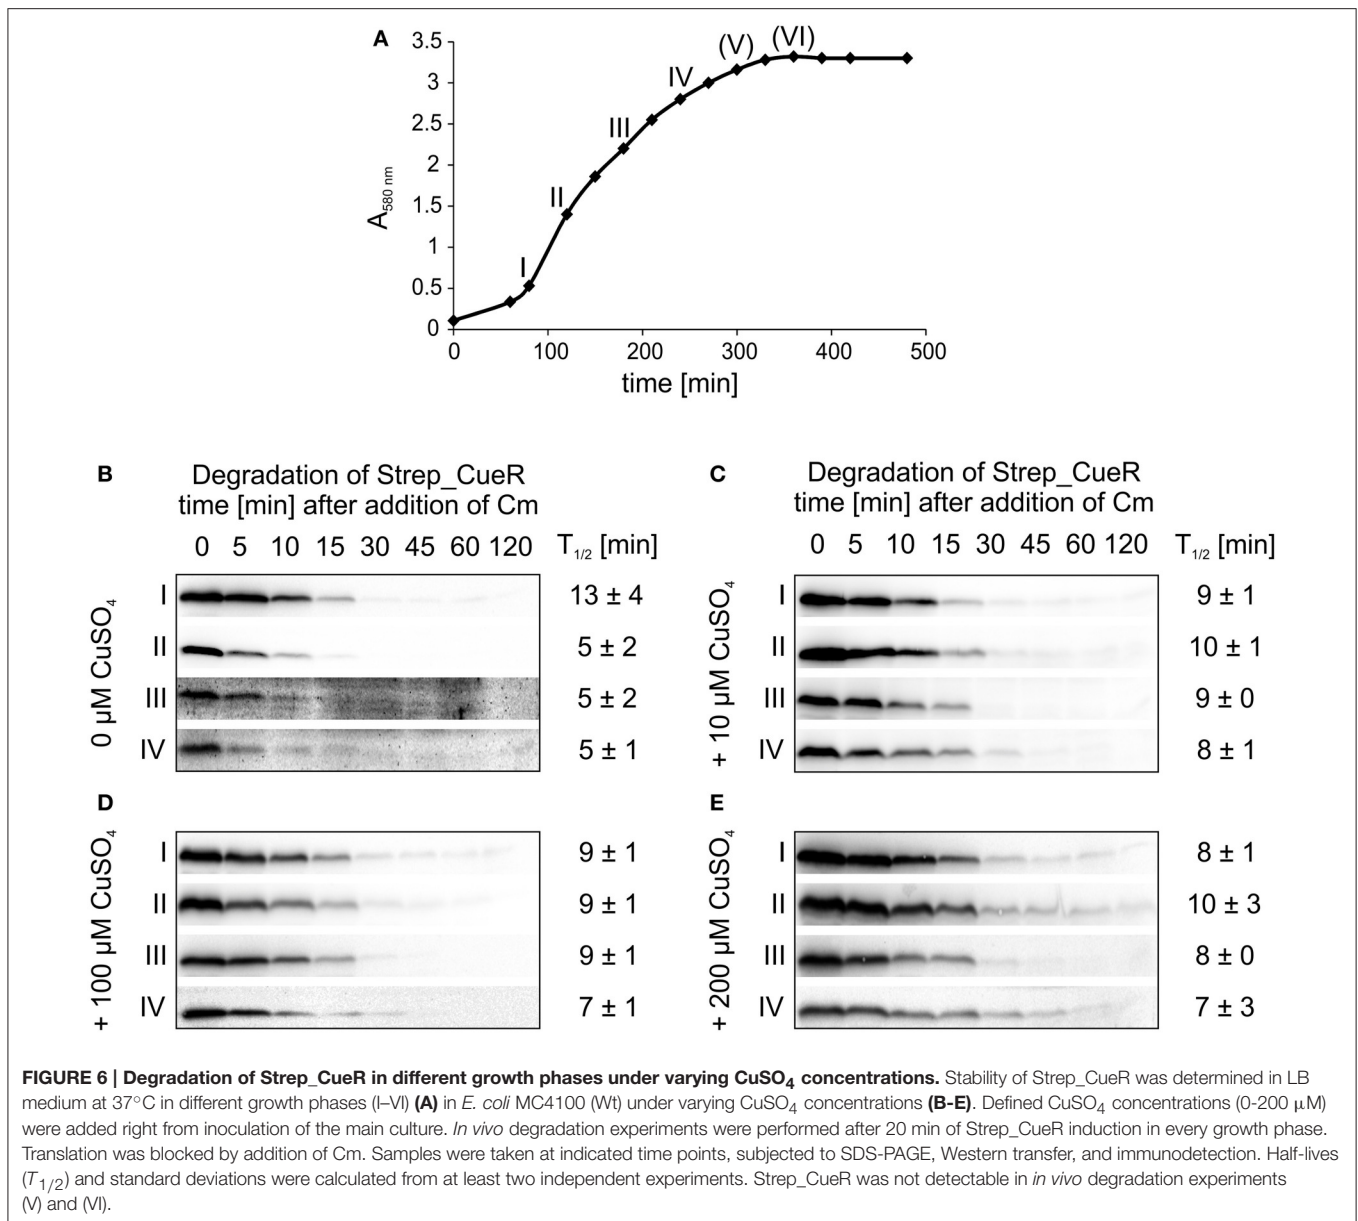 A
3.5
3
2.5
2
1.5
1
0.5
0
A580 nm
I
II
III
IV
(V)
(VI)
0 100 200 300 400 500
time [min]
B
Degradation of Strep_CueR
time [min] after addition of Cm
0 5 10 15 30 45 60 120 T1/2 [min]
0 µM CuSO4
I 13 ± 4
II 5 ± 2
III 5 ± 2
IV 5 ± 1
C
Degradation of Strep_CueR
time [min] after addition of Cm
0 5 10 15 30 45 60 120 T1/2 [min]
+ 10 µM CuSO4
I 9 ± 1
II 10 ± 1
III 9 ± 0
IV 8 ± 1
D
+ 100 µM CuSO4
I 9 ± 1
II 9 ± 1
III 9 ± 1
IV 7 ± 1
E
+ 200 µM CuSO4
I 8 ± 1
II 10 ± 3
III 8 ± 0
IV 7 ± 3
FIGURE 6 | Degradation of Strep_CueR in different growth phases under varying CuSO4 concentrations. Stability of Strep_CueR was determined in LB
medium at 37°C in different growth phases (I–VI) (A) in E. coli MC4100 (Wt) under varying CuSO4 concentrations (B-E). Defined CuSO4 concentrations (0-200 µM)
were added right from inoculation of the main culture. In vivo degradation experiments were performed after 20 min of Strep_CueR induction in every growth phase.
Translation was blocked by addition of Cm. Samples were taken at indicated time points, subjected to SDS-PAGE, Western transfer, and immunodetection. Half-lives
(T1/2) and standard deviations were calculated from at least two independent experiments. Strep_CueR was not detectable in in vivo degradation experiments
(V) and (VI).